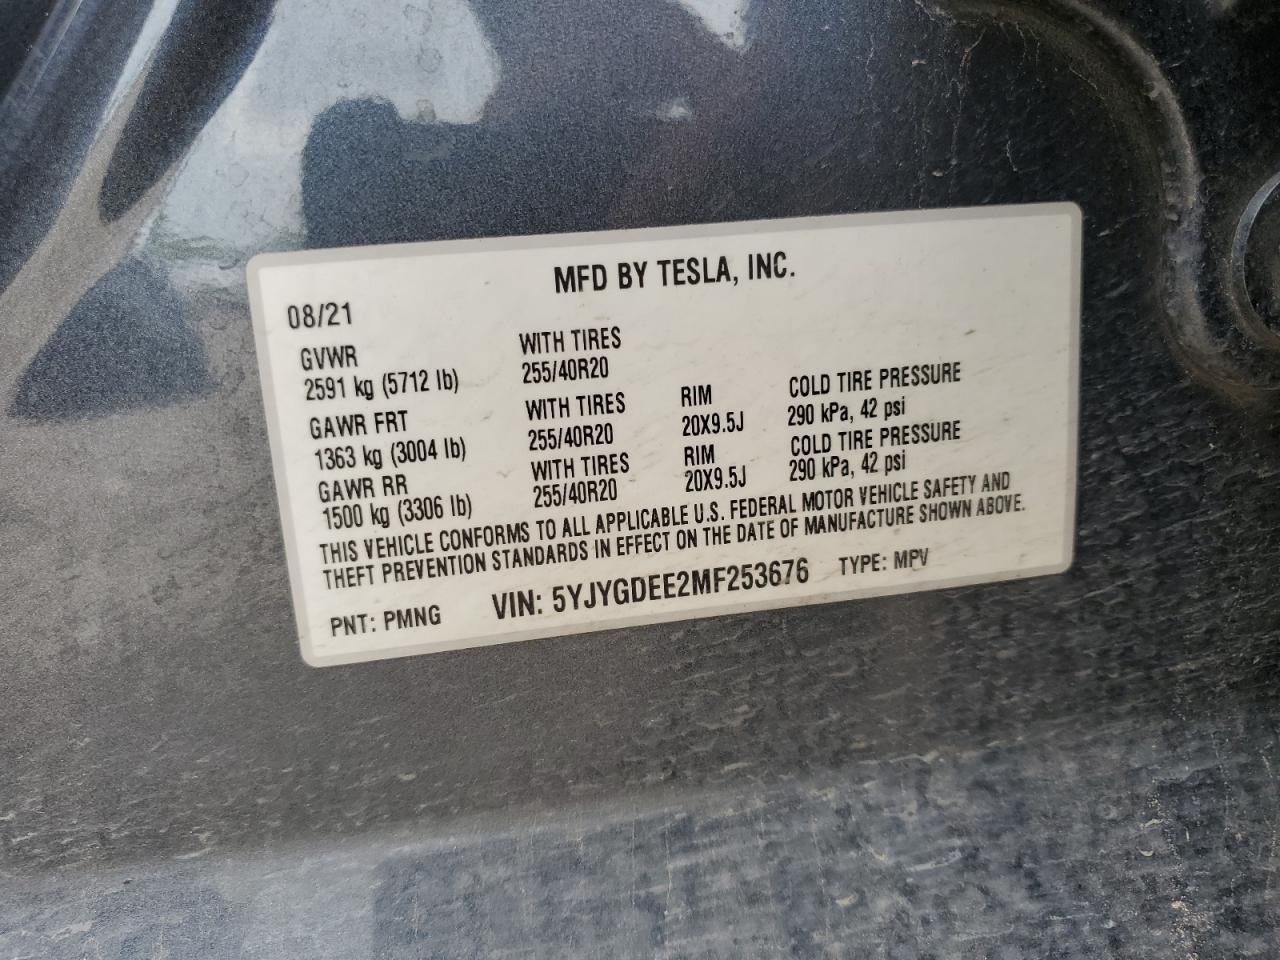 MFD BY TESLA, INC.
08/21
GVWR WITH TIRES
2591 kg (5712 lb) 255/40R20
GAWR FRT WITH TIRES RIM COLD TIRE PRESSURE
1363 kg (3004 lb) 255/40R20 20X9.5J 290 kPa, 42 psi
GAWR RR WITH TIRES RIM COLD TIRE PRESSURE
1500 kg (3306 lb) 255/40R20 20X9.5J 290 kPa, 42 psi
THIS VEHICLE CONFORMS TO ALL APPLICABLE U.S. FEDERAL MOTOR VEHICLE SAFETY AND
THEFT PREVENTION STANDARDS IN EFFECT ON THE DATE OF MANUFACTURE SHOWN ABOVE.
PNT: PMNG VIN: 5YJYGDEE2MF253676 TYPE: MPV